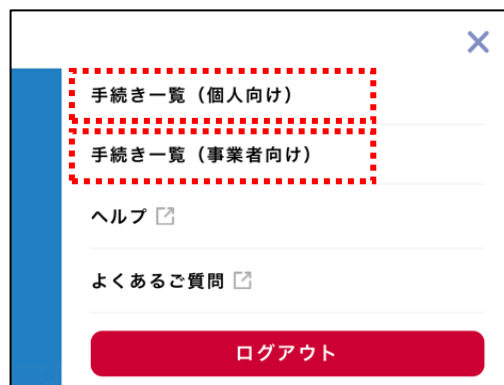 手続き一覧（個人向け）
手続き一覧（事業者向け）
ヘルプ
よくあるご質問
ログアウト